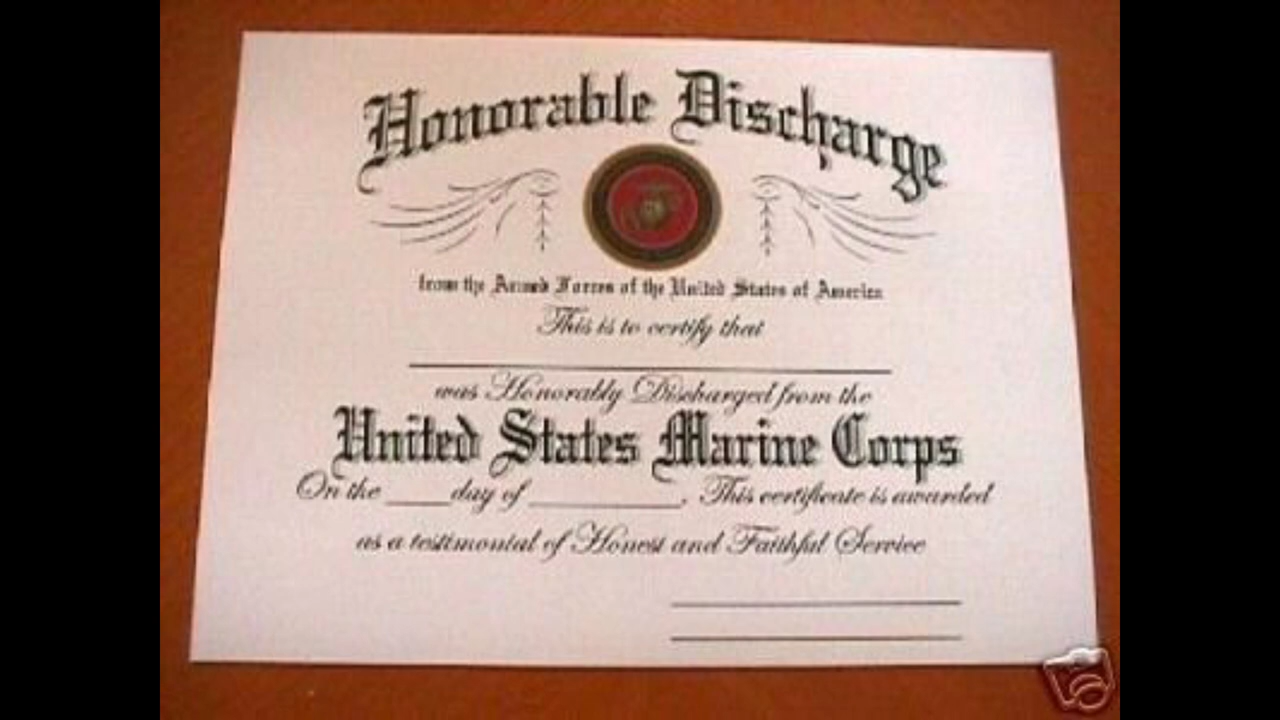 Honorable Discharge
from the Armed Forces of the United States of America
This is to certify that
was Honorably Discharged from the
United States Marine Corps
On the ____ day of __________. This certificate is awarded
as a testimonial of Honest and Faithful Service